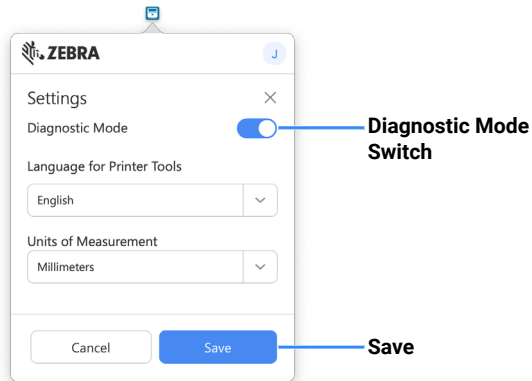 ZEBRA
J
Settings
Diagnostic Mode
Diagnostic Mode
Switch
Language for Printer Tools
English
Units of Measurement
Millimeters
Cancel
Save
Save